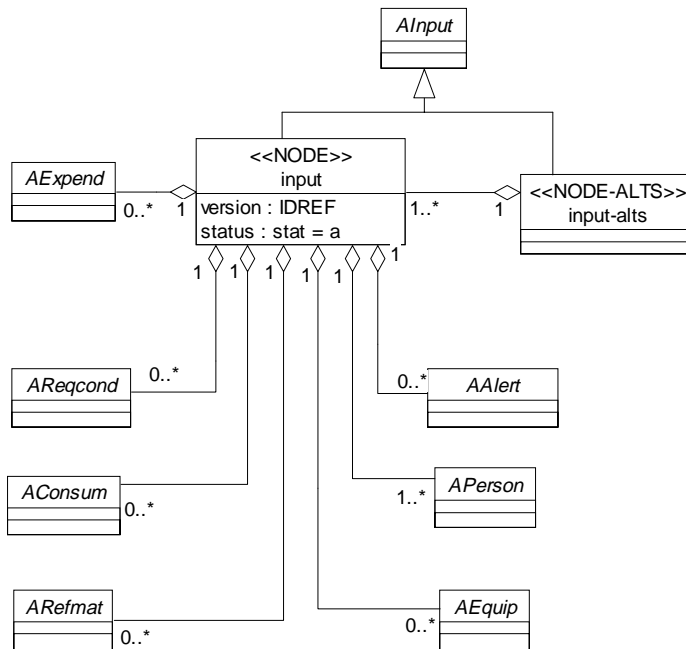 AInput
<<NODE>>
input
version : IDREF
status : stat = a
AExpend
0..*
1
1..*
1
<<NODE-ALTS>>
input-alts
1
1
1
1
1
1
AReqcond
0..*
0..*
AAlert
AConsum
0..*
APerson
1..*
ARefmat
0..*
AEquip
0..*